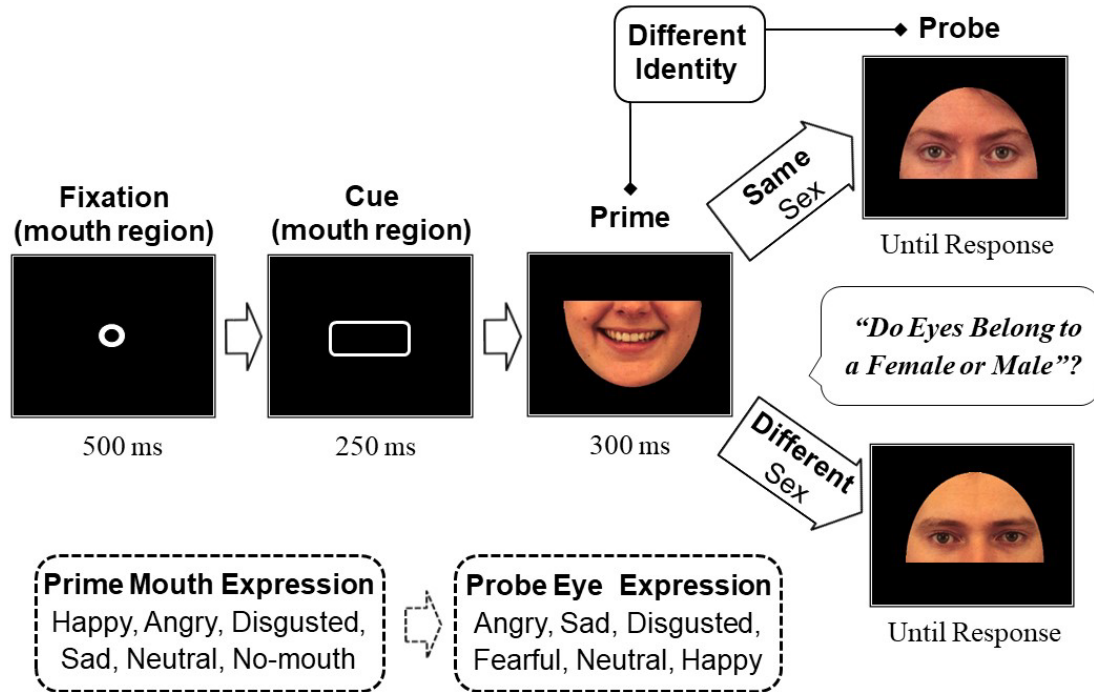 Different
Identity
Probe
Same
Sex
Until Response
Fixation
(mouth region)
Cue
(mouth region)
Prime
500 ms
250 ms
300 ms
“Do Eyes Belong to
a Female or Male”?
Different
Sex
Until Response
Prime Mouth Expression
Happy, Angry, Disgusted,
Sad, Neutral, No-mouth
Probe Eye Expression
Angry, Sad, Disgusted,
Fearful, Neutral, Happy